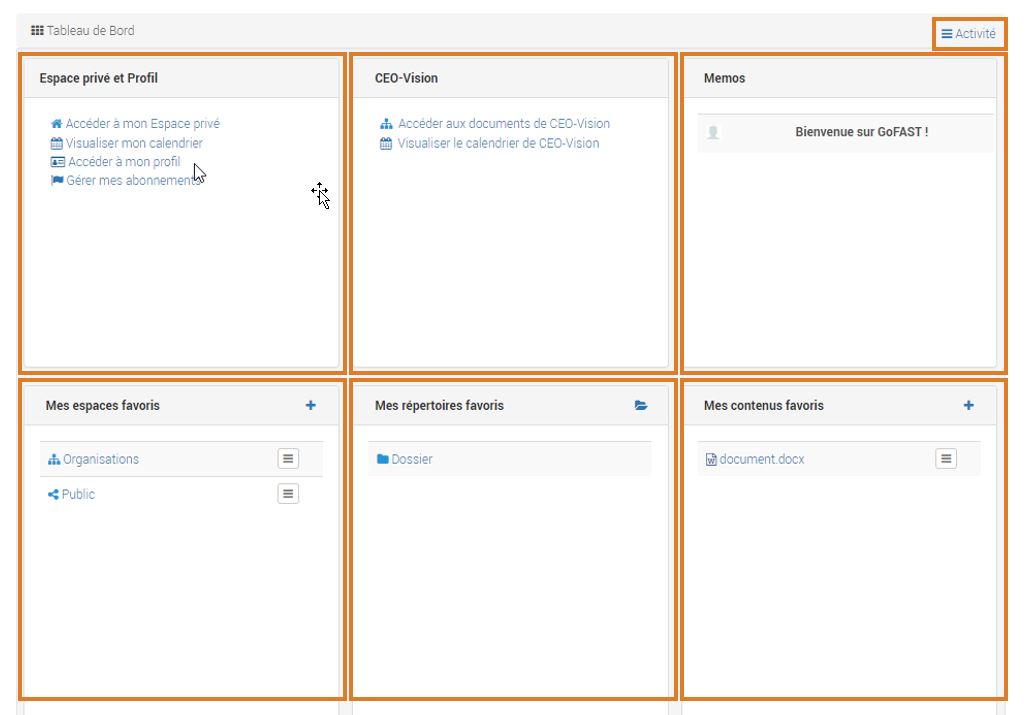 Tableau de Bord
Activité
Espace privé et Profil
Accéder à mon Espace privé
Visualiser mon calendrier
Accéder à mon profil
Gérer mes abonnements
CEO-Vision
Accéder aux documents de CEO-Vision
Visualiser le calendrier de CEO-Vision
Memos
Bienvenue sur GoFAST !
Mes espaces favoris
Organisations
Public
Mes répertoires favoris
Dossier
Mes contenus favoris
document.docx